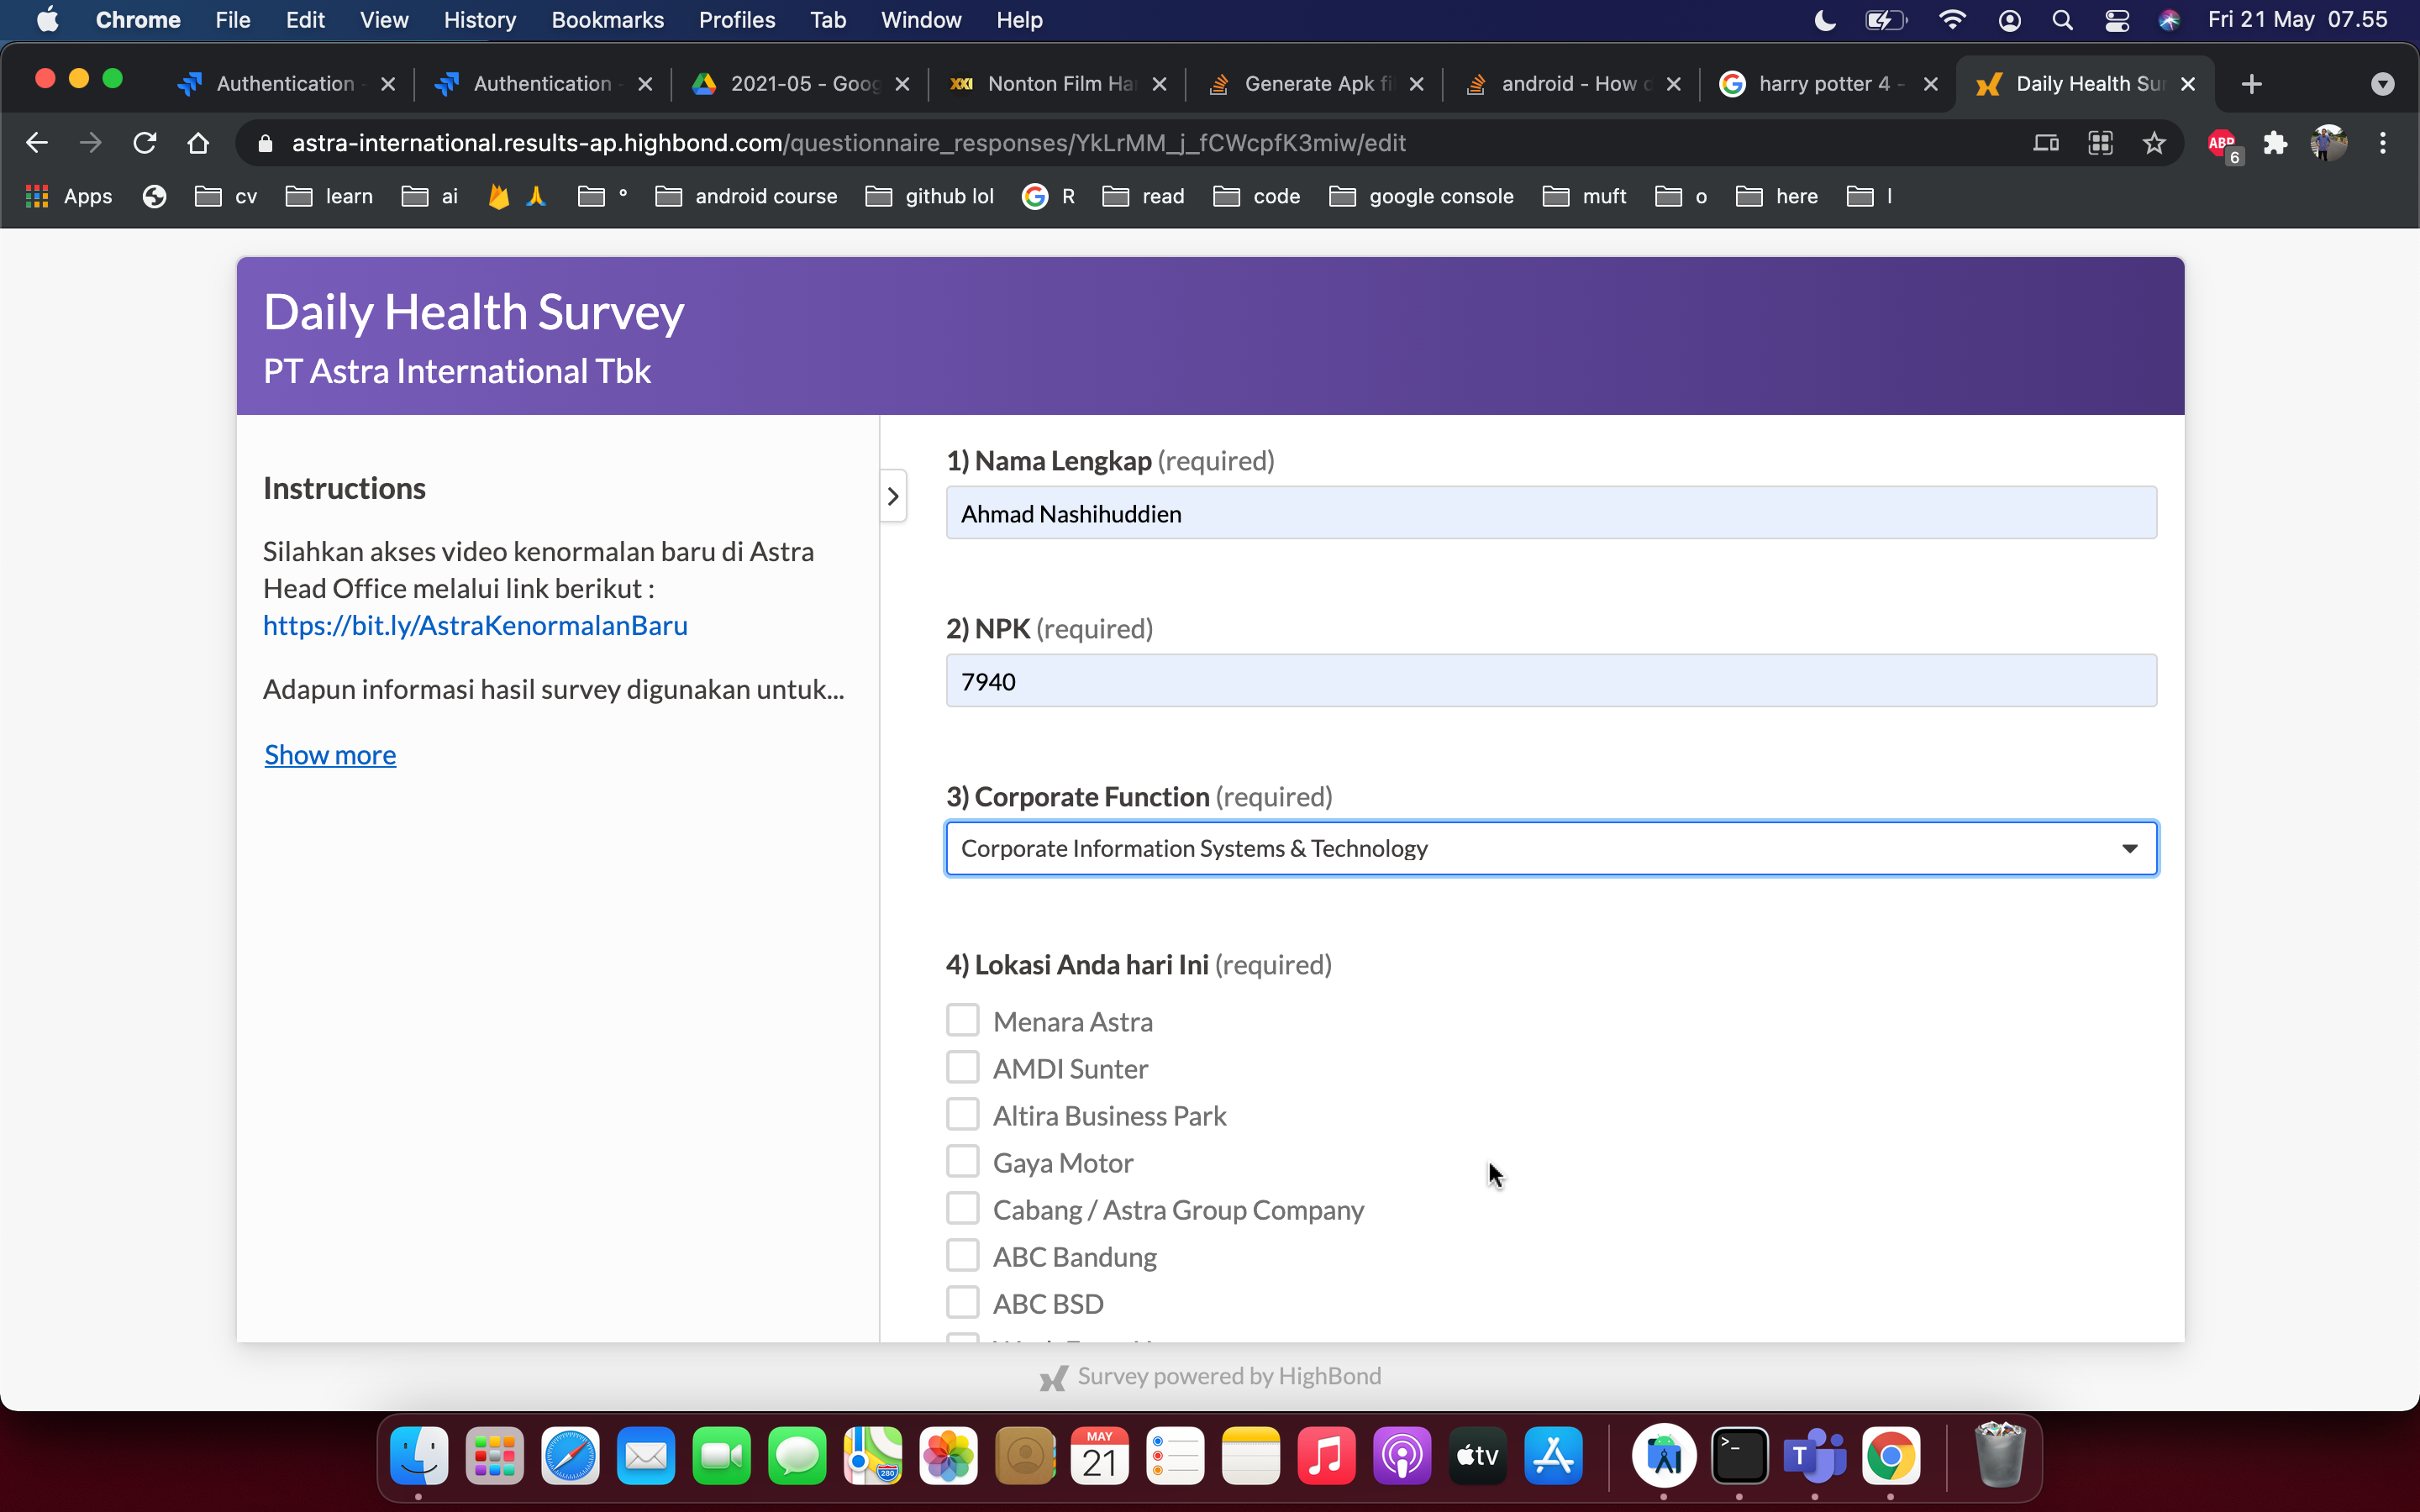 Chrome File Edit View History Bookmarks Profiles Tab Window Help Fri 21 May 07.55
Authentication Authentication 2021-05 - Goog Nonton Film Ha Generate Apk fi android - How harry potter 4 - Daily Health Su
astra-international.results-ap.highbond.com/questionnaire_responses/YkLrMM_j_fCWcpfK3miw/edit ABP 6
Apps cv learn ai ° android course github lol R read code google console muft o here l
Daily Health Survey
PT Astra International Tbk
Instructions
Silahkan akses video kenormalan baru di Astra
Head Office melalui link berikut :
https://bit.ly/AstraKenormalanBaru
Adapun informasi hasil survey digunakan untuk...
Show more
1) Nama Lengkap (required)
Ahmad Nashihuddien
2) NPK (required)
7940
3) Corporate Function (required)
Corporate Information Systems & Technology
4) Lokasi Anda hari Ini (required)
Menara Astra
AMDI Sunter
Altira Business Park
Gaya Motor
Cabang / Astra Group Company
ABC Bandung
ABC BSD
Survey powered by HighBond
280 MAY 21 tv >_ T